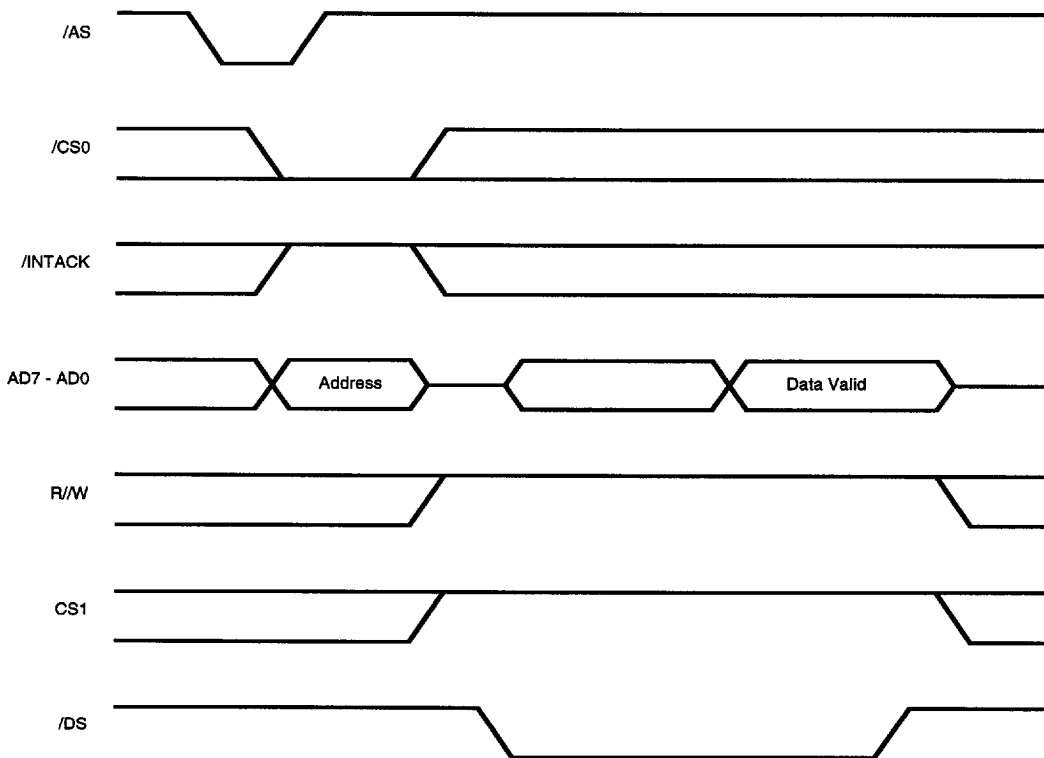 /AS
/CS0
/INTACK
AD7 - AD0
Address
Data Valid
R//W
CS1
/DS